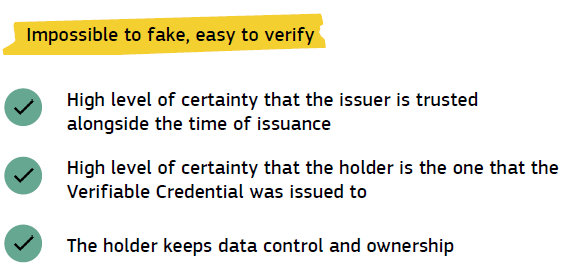 Impossible to fake, easy to verify
High level of certainty that the issuer is trusted
alongside the time of issuance
High level of certainty that the holder is the one that the
Verifiable Credential was issued to
The holder keeps data control and ownership